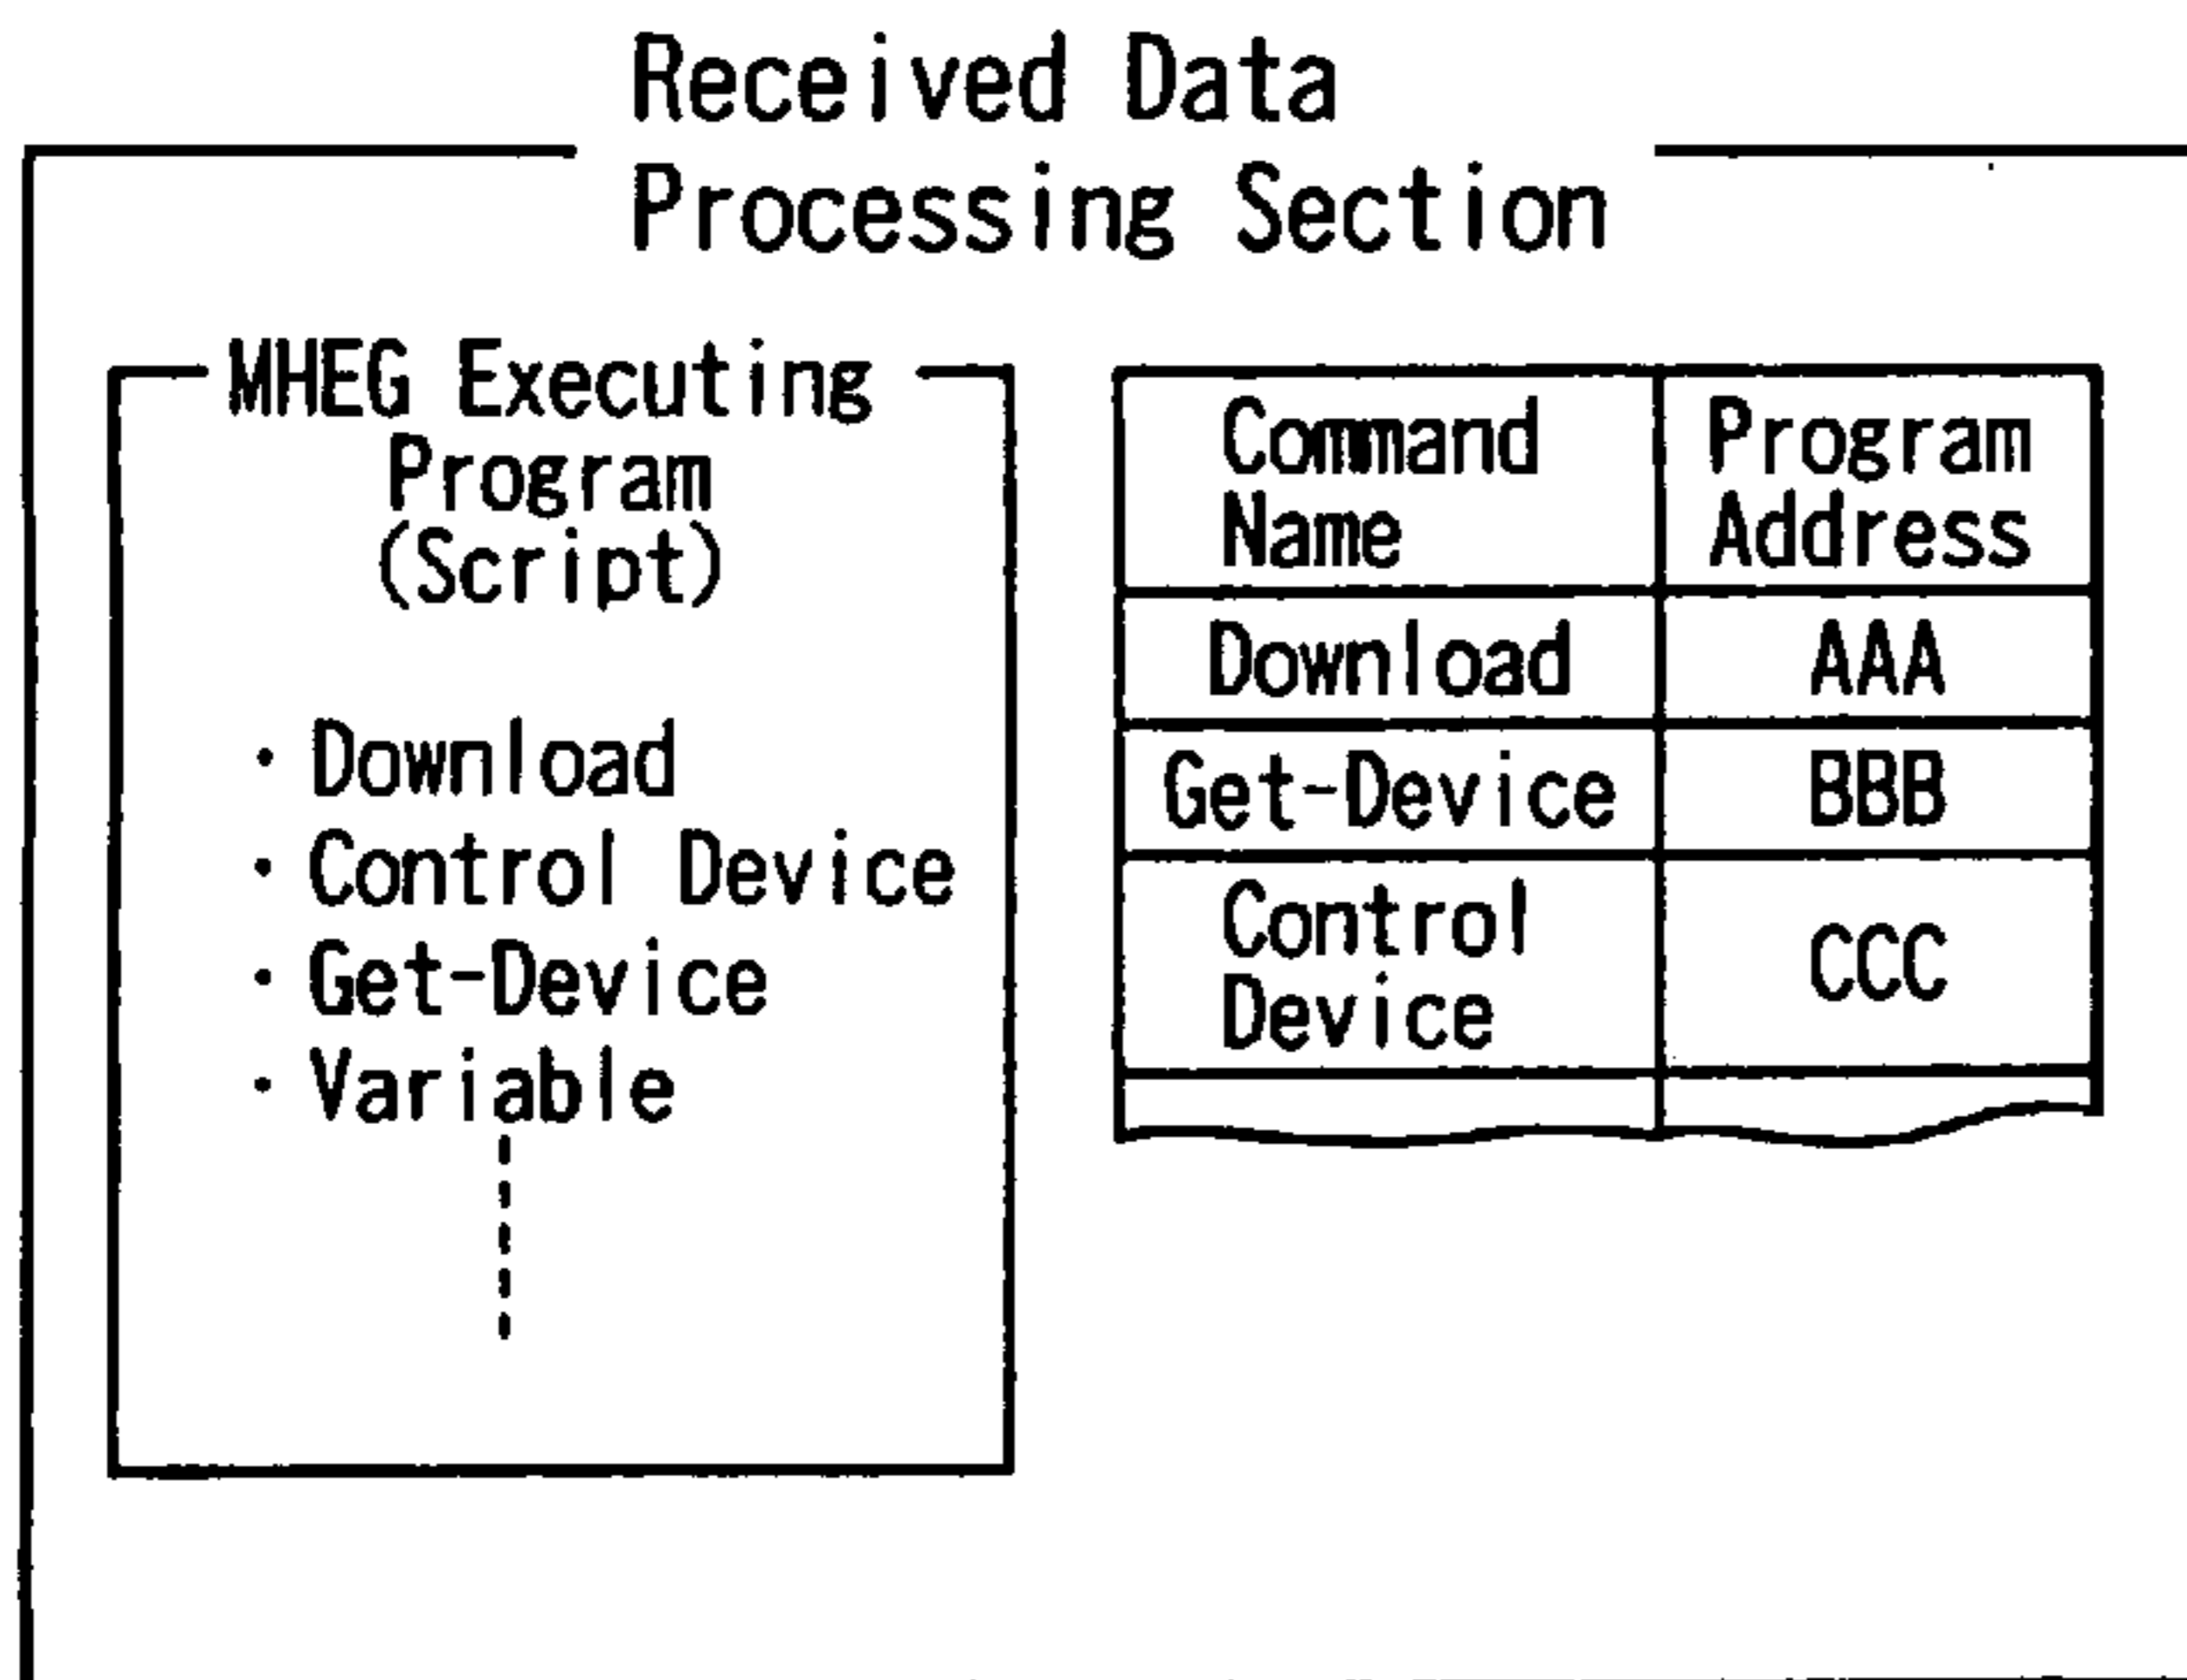 Received Data
Processing Section
MHEG Executing
Program
(Script)
· Download
· Control Device
· Get-Device
· Variable
Command
Name
Program
Address
Download
AAA
Get-Device
BBB
Control
Device
CCC